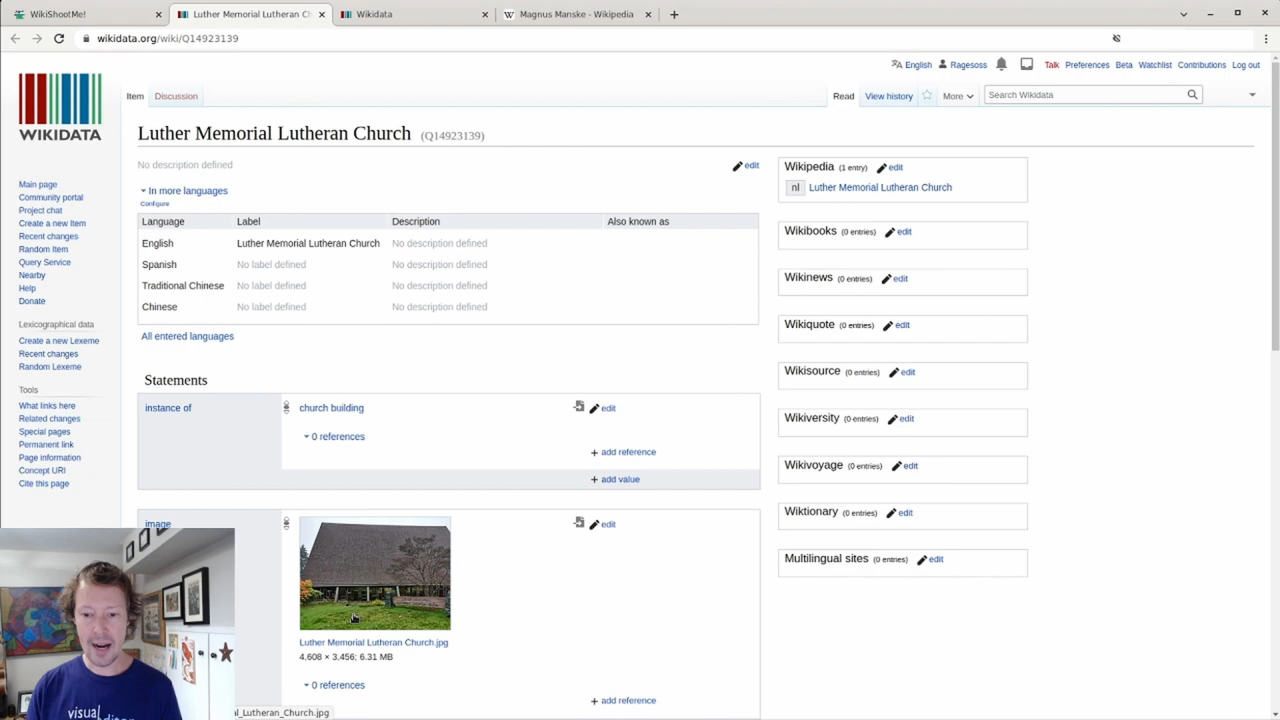 WikiShootMe!
Luther Memorial Lutheran Ch
Wikidata
Magnus Manske - Wikipedia
wikidata.org/wiki/Q14923139
English Ragesoss Talk Preferences Beta Watchlist Contributions Log out
Item Discussion Read View history More Search Wikidata
WIKIDATA
Main page
Community portal
Project chat
Create a new Item
Recent changes
Random Item
Query Service
Nearby
Help
Donate
Lexicographical data
Create a new Lexeme
Recent changes
Random Lexeme
Tools
What links here
Related changes
Special pages
Permanent link
Page information
Concept URI
Cite this page
Luther Memorial Lutheran Church (Q14923139)
No description defined
edit
In more languages
Configure
Language Label Description Also known as
English Luther Memorial Lutheran Church No description defined
Spanish No label defined No description defined
Traditional Chinese No label defined No description defined
Chinese No label defined No description defined
All entered languages
Statements
instance of church building edit
0 references
+ add reference
+ add value
image edit
Luther Memorial Lutheran Church.jpg
4,608 × 3,456; 6.31 MB
0 references
+ add reference
Wikipedia (1 entry) edit
nl Luther Memorial Lutheran Church
Wikibooks (0 entries) edit
Wikinews (0 entries) edit
Wikiquote (0 entries) edit
Wikisource (0 entries) edit
Wikiversity (0 entries) edit
Wikivoyage (0 entries) edit
Wiktionary (0 entries) edit
Multilingual sites (0 entries) edit
visual
al_Lutheran_Church.jpg